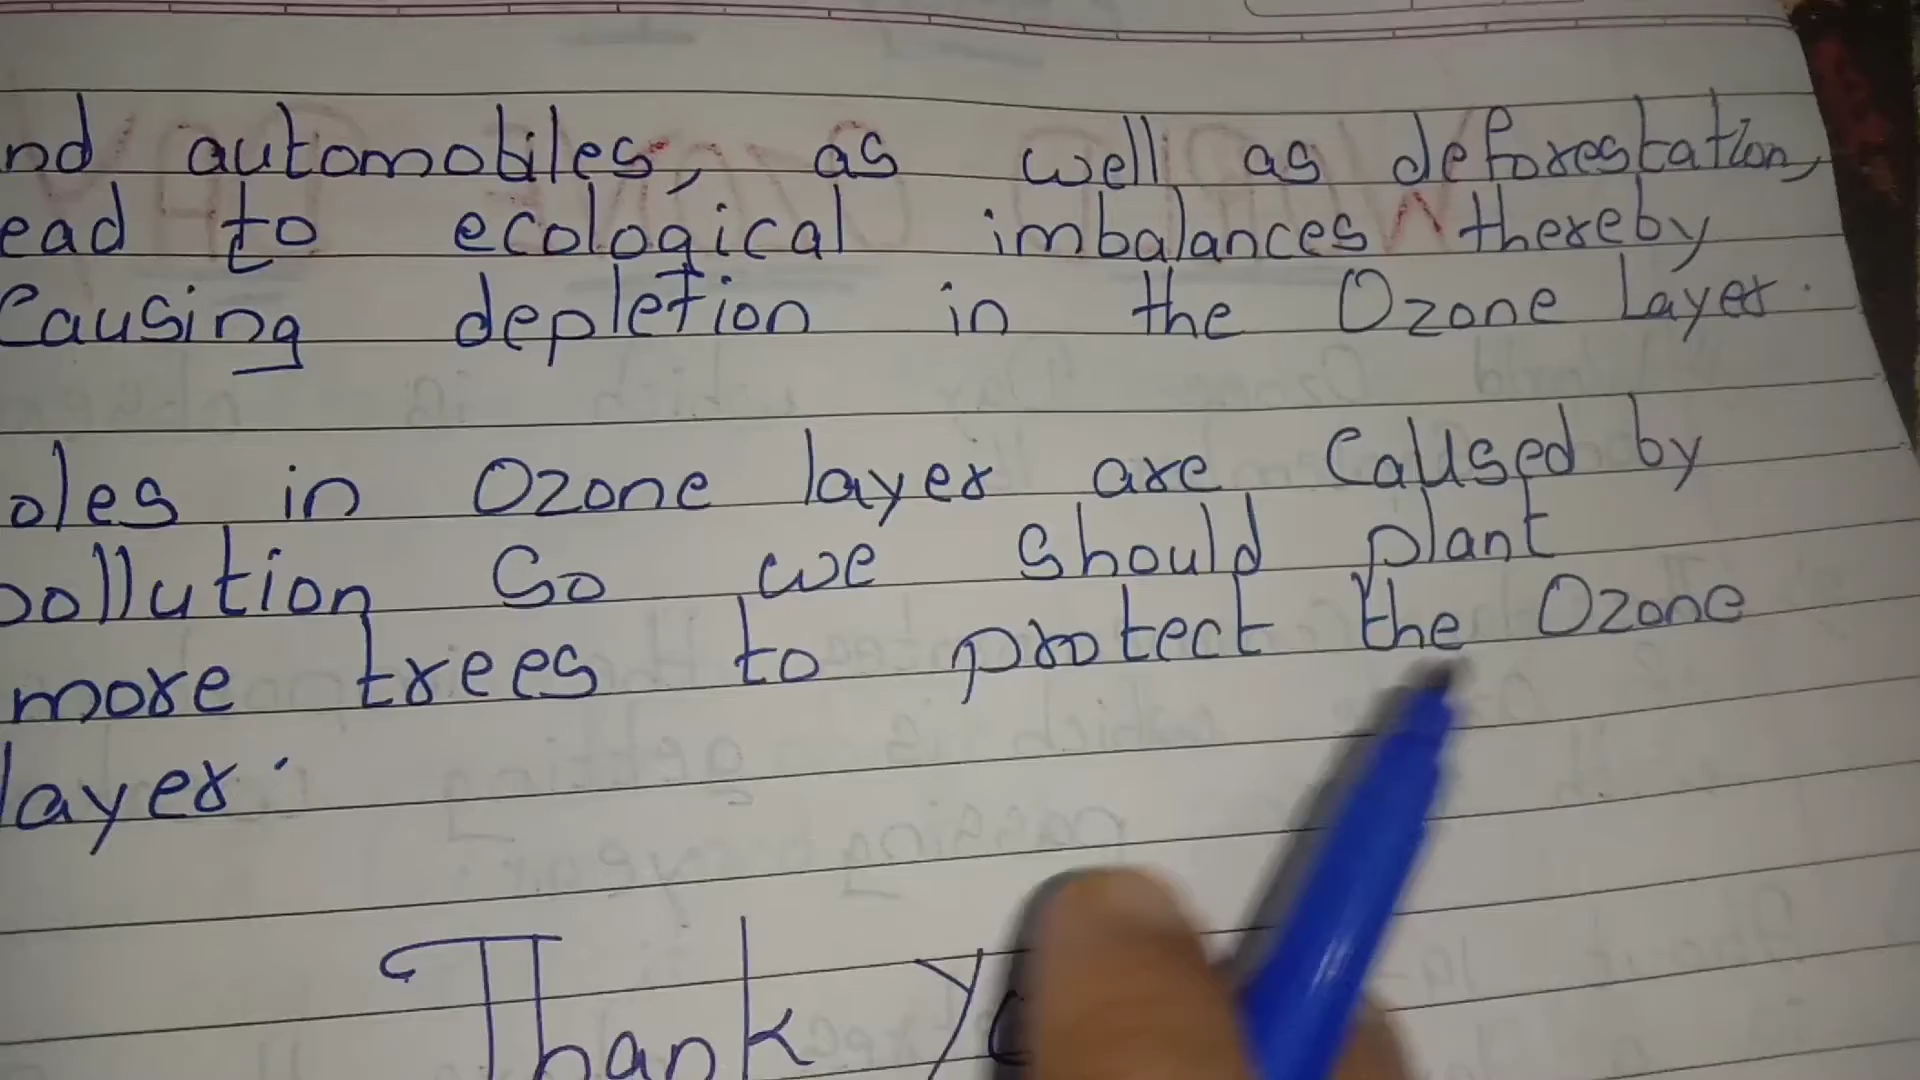 nd automobiles, as well as deforestation,
ead to ecological imbalances thereby
Causing depletion in the Ozone Layer.
oles in Ozone layer are Caused by
pollution So we should plant
more trees to protect the Ozone
layer.
Thank